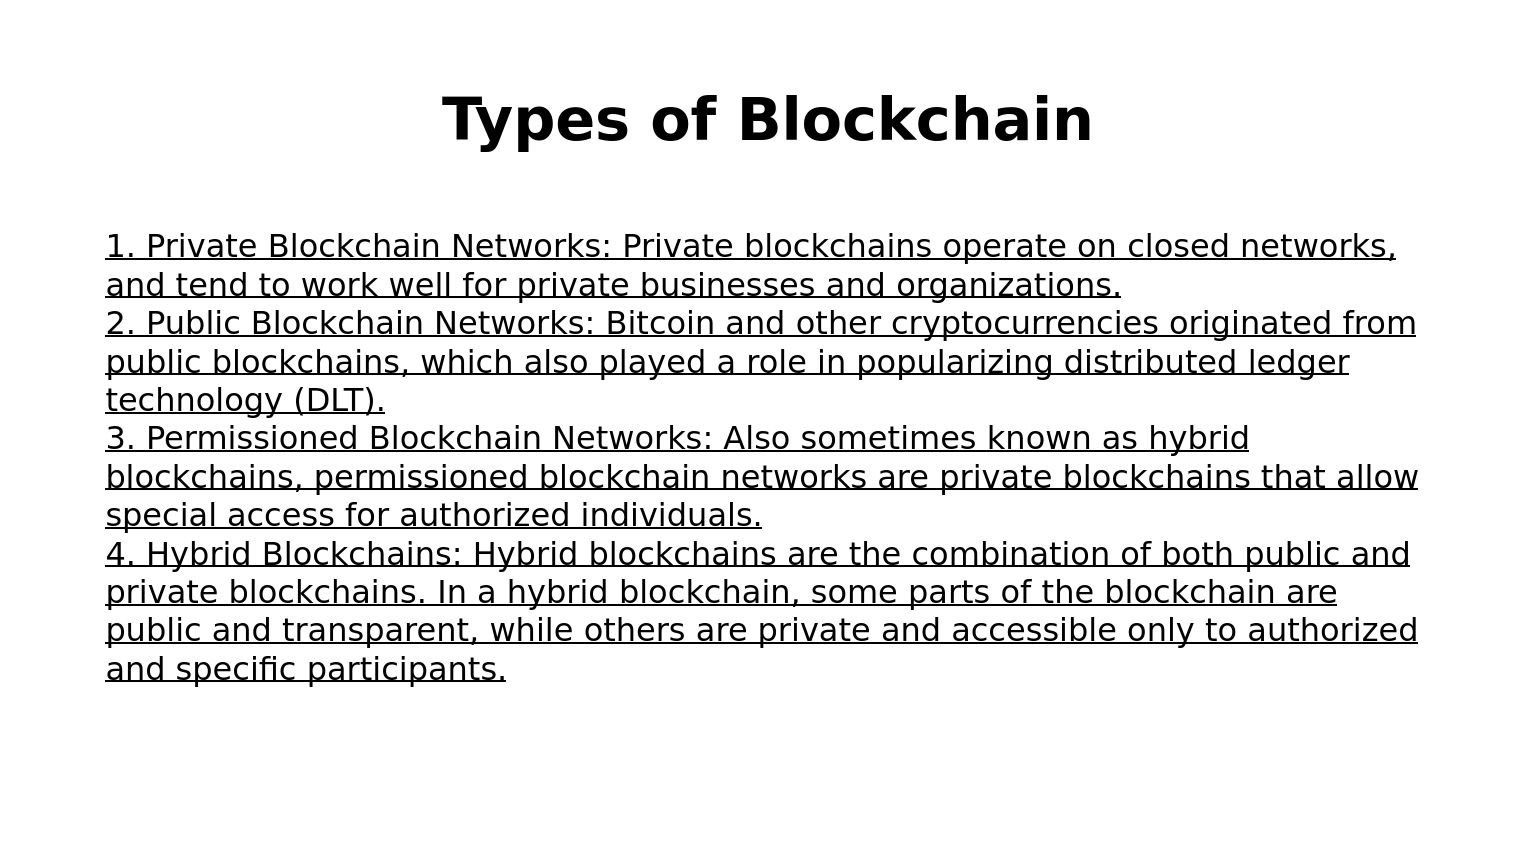 Types of Blockchain
1. Private Blockchain Networks: Private blockchains operate on closed networks,
and tend to work well for private businesses and organizations.
2. Public Blockchain Networks: Bitcoin and other cryptocurrencies originated from
public blockchains, which also played a role in popularizing distributed ledger
technology (DLT).
3. Permissioned Blockchain Networks: Also sometimes known as hybrid
blockchains, permissioned blockchain networks are private blockchains that allow
special access for authorized individuals.
4. Hybrid Blockchains: Hybrid blockchains are the combination of both public and
private blockchains. In a hybrid blockchain, some parts of the blockchain are
public and transparent, while others are private and accessible only to authorized
and specific participants.